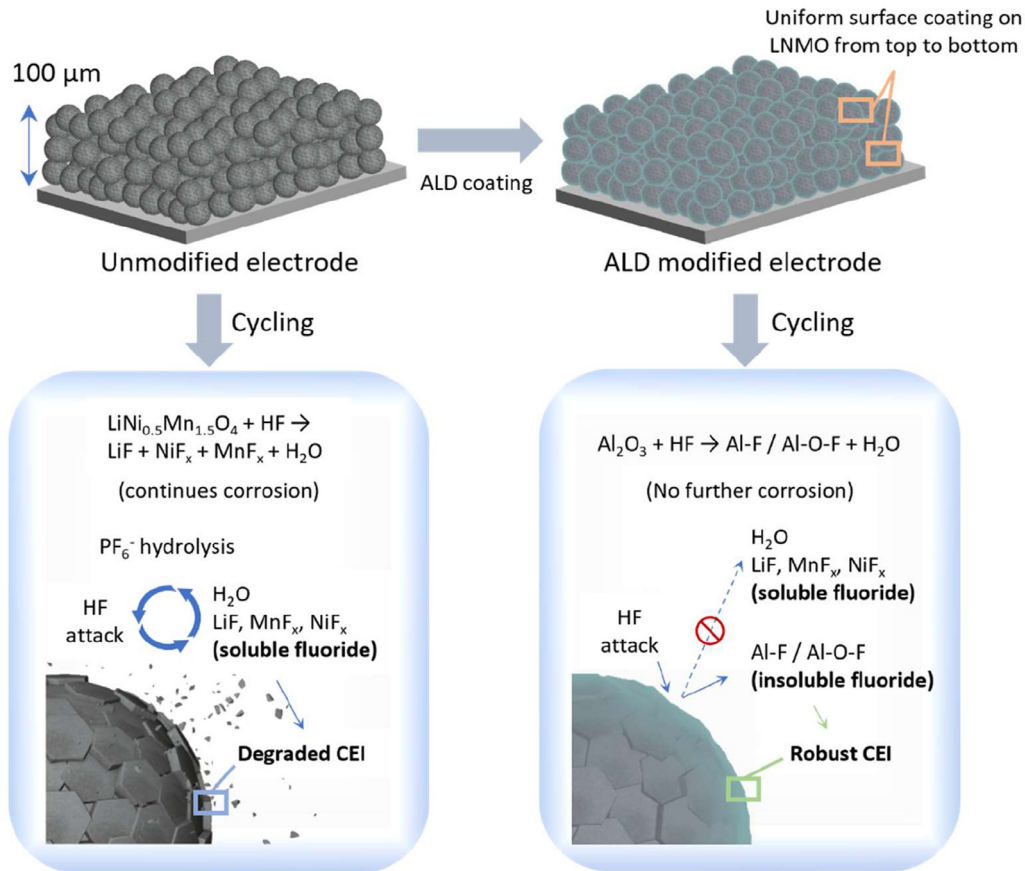 100 μm
Uniform surface coating on
LNMO from top to bottom
ALD coating
Unmodified electrode
ALD modified electrode
Cycling
Cycling
LiNi₀.₅Mn₁.₅O₄ + HF →
LiF + NiFₓ + MnFₓ + H₂O
(continues corrosion)
PF₆⁻ hydrolysis
HF
attack
H₂O
LiF, MnFₓ, NiFₓ
(soluble fluoride)
Degraded CEI
Al₂O₃ + HF → Al-F / Al-O-F + H₂O
(No further corrosion)
H₂O
LiF, MnFₓ, NiFₓ
(soluble fluoride)
HF
attack
Al-F / Al-O-F
(insoluble fluoride)
Robust CEI